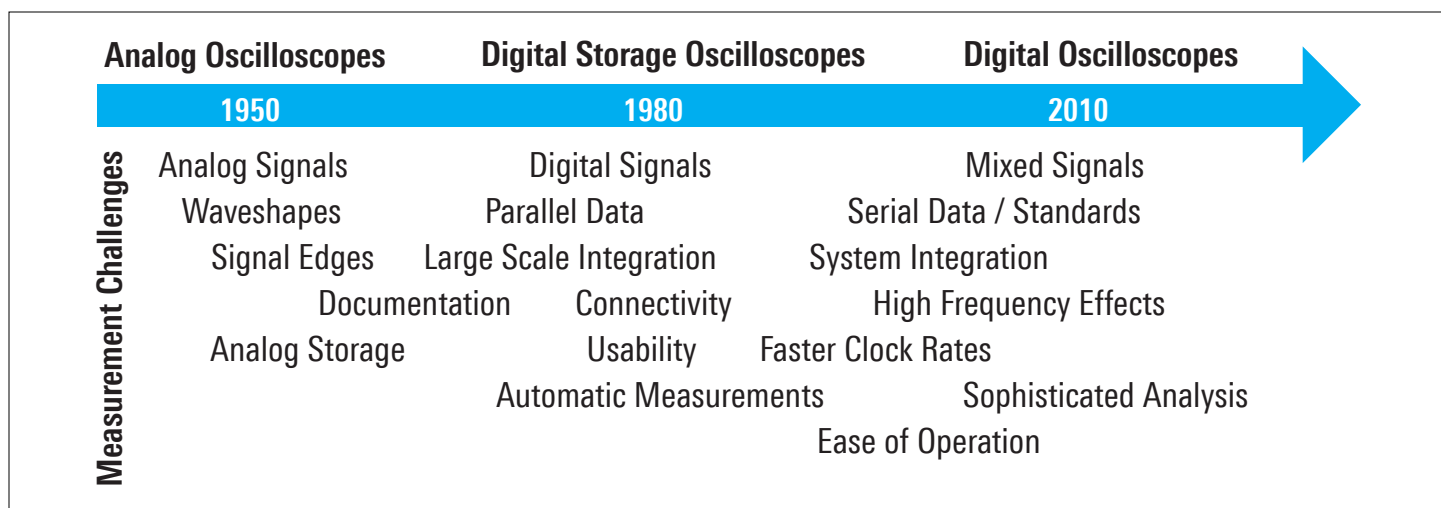 Analog Oscilloscopes Digital Storage Oscilloscopes Digital Oscilloscopes
1950 1980 2010
Measurement Challenges
Analog Signals Digital Signals Mixed Signals
Waveshapes Parallel Data Serial Data / Standards
Signal Edges Large Scale Integration System Integration
Documentation Connectivity High Frequency Effects
Analog Storage Usability Faster Clock Rates
Automatic Measurements Sophisticated Analysis
Ease of Operation